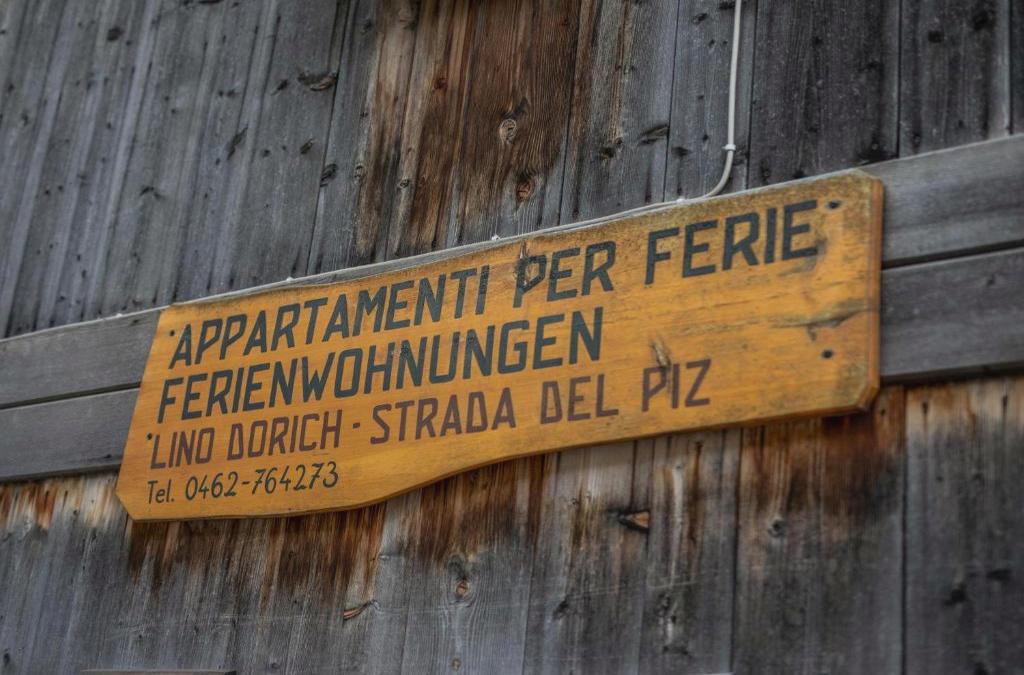 APPARTAMENTI PER FERIE
FERIENWOHNUNGEN
LINO DORICH - STRADA DEL PIZ
Tel. 0462-764273